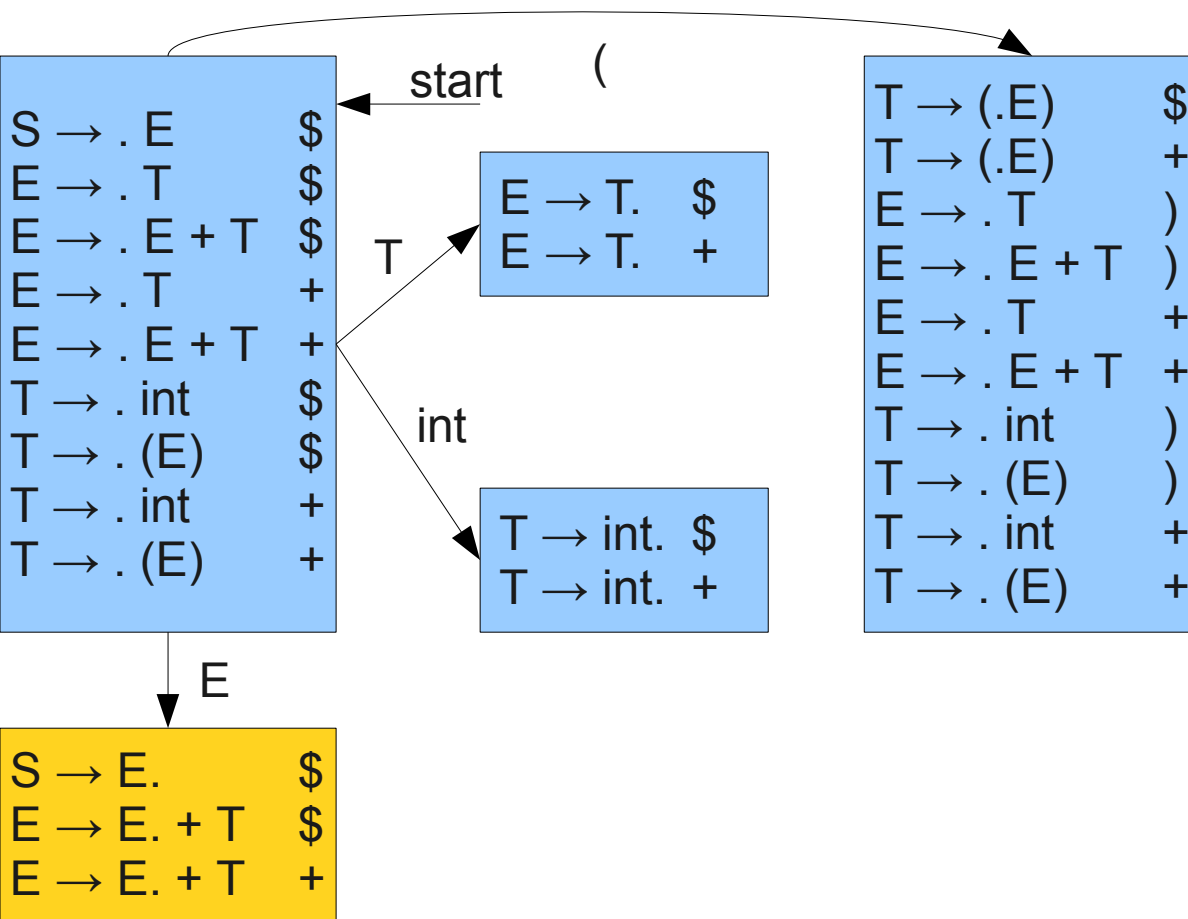 start
(
S → . E $
E → . T $
E → . E + T $
E → . T +
E → . E + T +
T → . int $
T → . (E) $
T → . int +
T → . (E) +
T
E → T. $
E → T. +
int
T → int. $
T → int. +
T → (.E) $
T → (.E) +
E → . T )
E → . E + T )
E → . T +
E → . E + T +
T → . int )
T → . (E) )
T → . int +
T → . (E) +
E
S → E. $
E → E. + T $
E → E. + T +